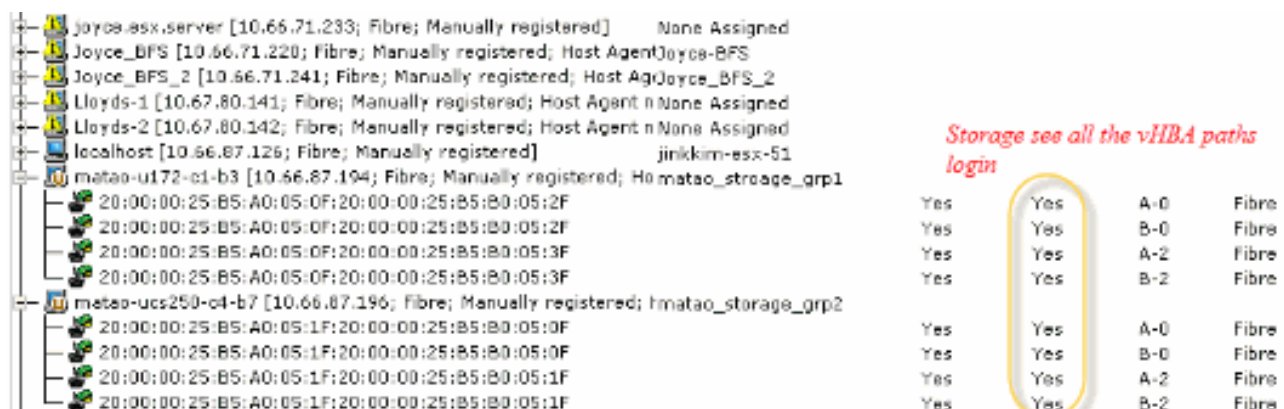 joyce.esx.server [10.66.71.233; Fibre; Manually registered] None Assigned
Joyce_BFS [10.66.71.220; Fibre; Manually registered; Host Agent Joyce-BFS
Joyce_BFS_2 [10.66.71.241; Fibre; Manually registered; Host Ag Joyce_BFS_2
Lloyds-1 [10.67.80.141; Fibre; Manually registered; Host Agent n None Assigned
Lloyds-2 [10.67.80.142; Fibre; Manually registered; Host Agent n None Assigned
Storage see all the vHBA paths
login
localhost [10.66.87.126; Fibre; Manually registered] jinkkim-esx-51
matao-u172-c1-b3 [10.66.87.194; Fibre; Manually registered; Ho matao_stroage_grp1
20:00:00:25:B5:A0:05:0F:20:00:00:25:B5:B0:05:2F Yes Yes A-0 Fibre
20:00:00:25:B5:A0:05:0F:20:00:00:25:B5:B0:05:2F Yes Yes B-0 Fibre
20:00:00:25:B5:A0:05:0F:20:00:00:25:B5:B0:05:3F Yes Yes A-2 Fibre
20:00:00:25:B5:A0:05:0F:20:00:00:25:B5:B0:05:3F Yes Yes B-2 Fibre
matao-ucs250-c4-b7 [10.66.87.196; Fibre; Manually registered; matao_storage_grp2
20:00:00:25:B5:A0:05:1F:20:00:00:25:B5:B0:05:0F Yes Yes A-0 Fibre
20:00:00:25:B5:A0:05:1F:20:00:00:25:B5:B0:05:0F Yes Yes B-0 Fibre
20:00:00:25:B5:A0:05:1F:20:00:00:25:B5:B0:05:1F Yes Yes A-2 Fibre
20:00:00:25:B5:A0:05:1F:20:00:00:25:B5:B0:05:1F Yes Yes B-2 Fibre